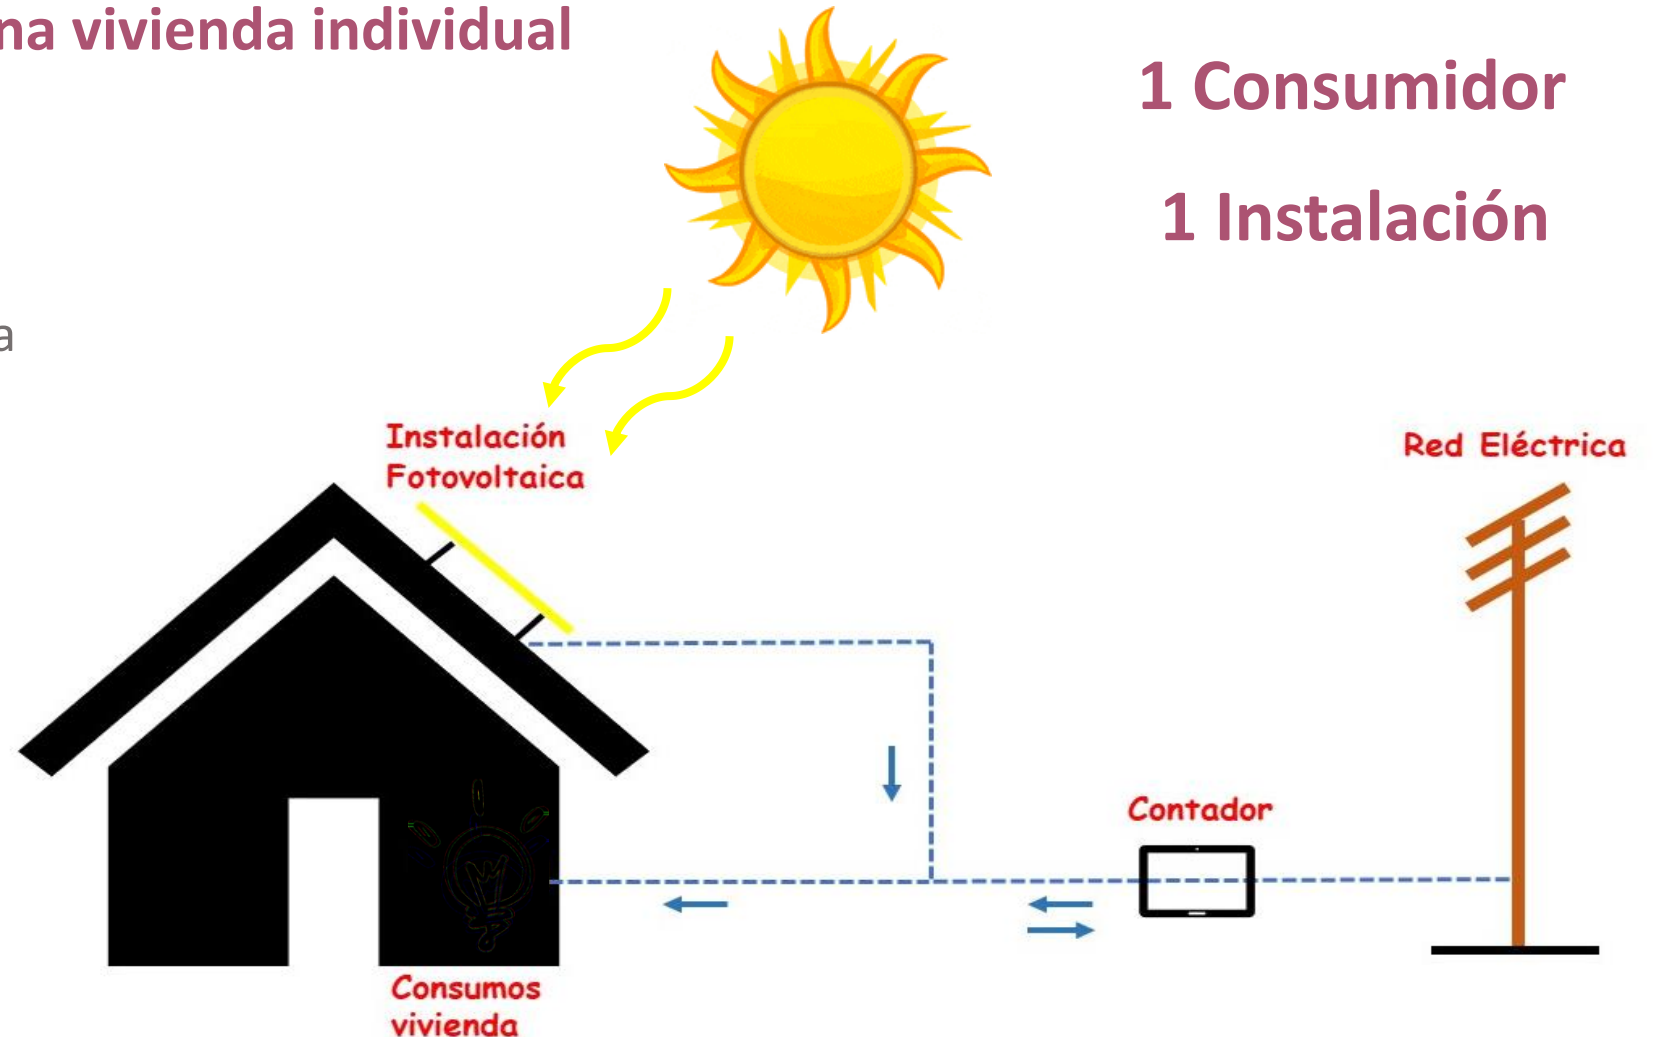 na vivienda individual
1 Consumidor
1 Instalación
a
Instalación
Fotovoltaica
Red Eléctrica
Contador
Consumos
vivienda